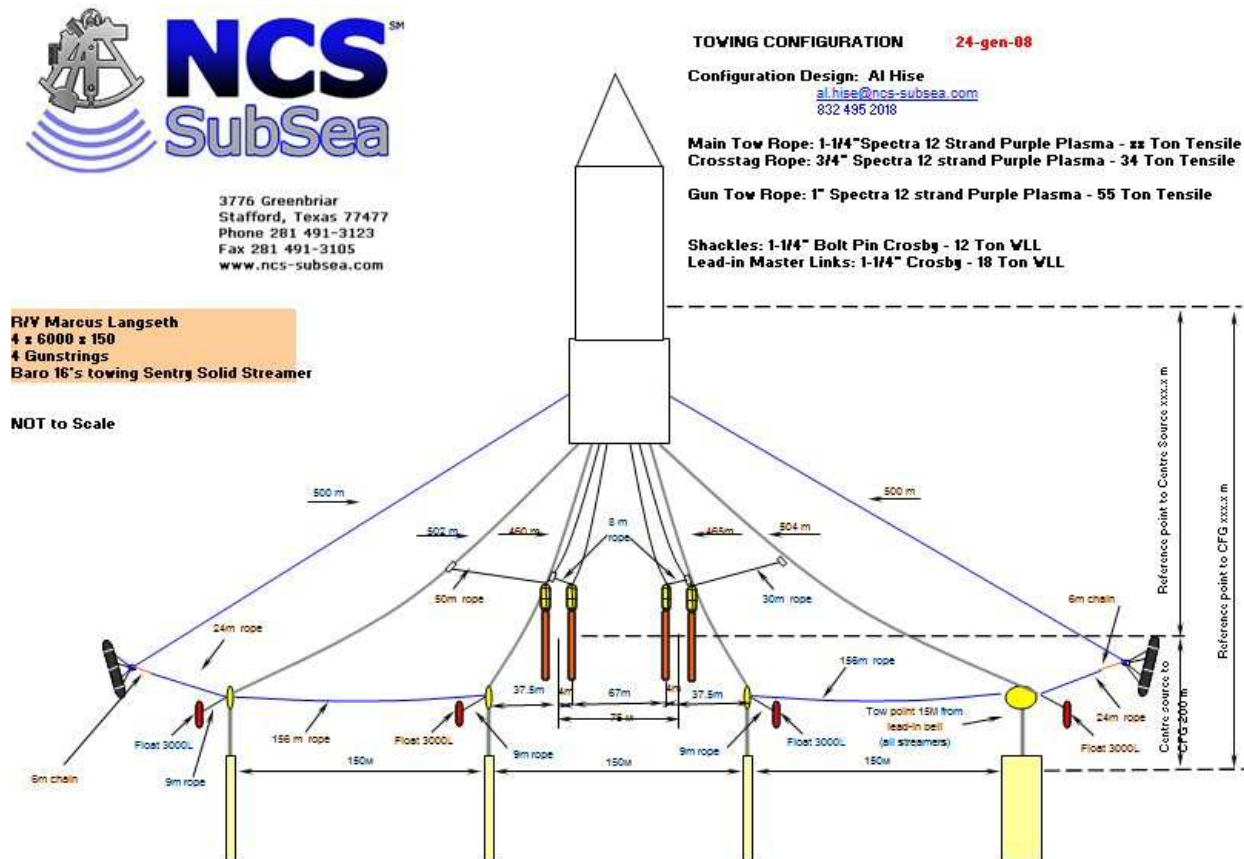 NCS SM
SubSea
3776 Greenbriar
Stafford, Texas 77477
Phone 281 491-3123
Fax 281 491-3105
www.ncs-subsea.com
TOWING CONFIGURATION 24-gen-08
Configuration Design: Al Hise
al.hise@ncs-subsea.com
832 495 2018
Main Tow Rope: 1-1/4" Spectra 12 Strand Purple Plasma - xx Ton Tensile
Crosstag Rope: 3/4" Spectra 12 strand Purple Plasma - 34 Ton Tensile
Gun Tow Rope: 1" Spectra 12 strand Purple Plasma - 55 Ton Tensile
Shackles: 1-1/4" Bolt Pin Crosby - 12 Ton WLL
Lead-in Master Links: 1-1/4" Crosby - 18 Ton WLL
R/V Marcus Langseth
4 x 6000 x 150
4 Gunstrings
Baro 16's towing Sentry Solid Streamer
NOT to Scale
500 m
500 m
502 m
460 m
8 m
rope
465m
504 m
50m rope
30m rope
24m rope
6m chain
156m rope
37.5m
4m
67m
4m
37.5m
75 M
Float 3000L
156 m rope
Float 3000L
9m rope
9m rope
Float 3000L
Tow point 15M from
lead-in bell
(all streamers)
24m rope
Float 3000L
6m chain
9m rope
150M
150M
150M
Reference point to Centre Source xxx.x m
Centre source to
CFG 200 m
Reference point to CFG xxx.x m